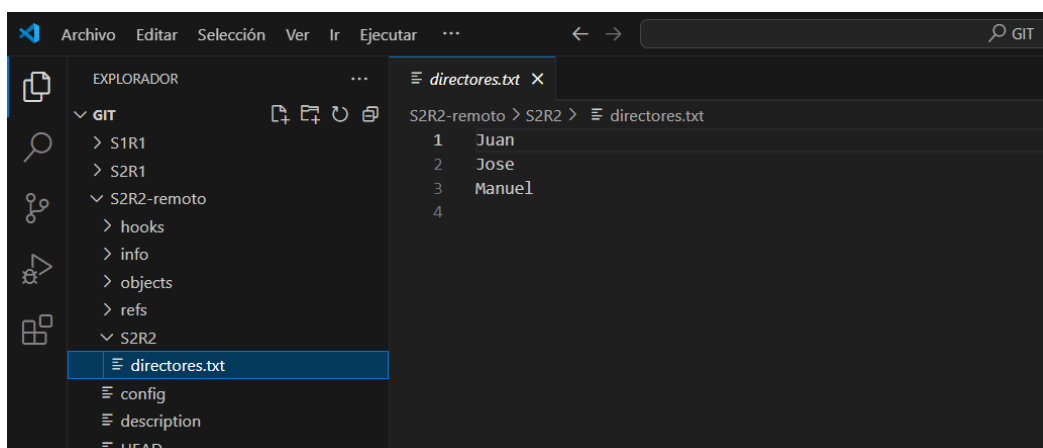 Archivo Editar Selección Ver Ir Ejecutar ··· GIT
EXPLORADOR ···
GIT
S1R1
S2R1
S2R2-remoto
hooks
info
objects
refs
S2R2
directores.txt
config
description
HEAD
directores.txt
S2R2-remoto > S2R2 > directores.txt
1 Juan
2 Jose
3 Manuel
4